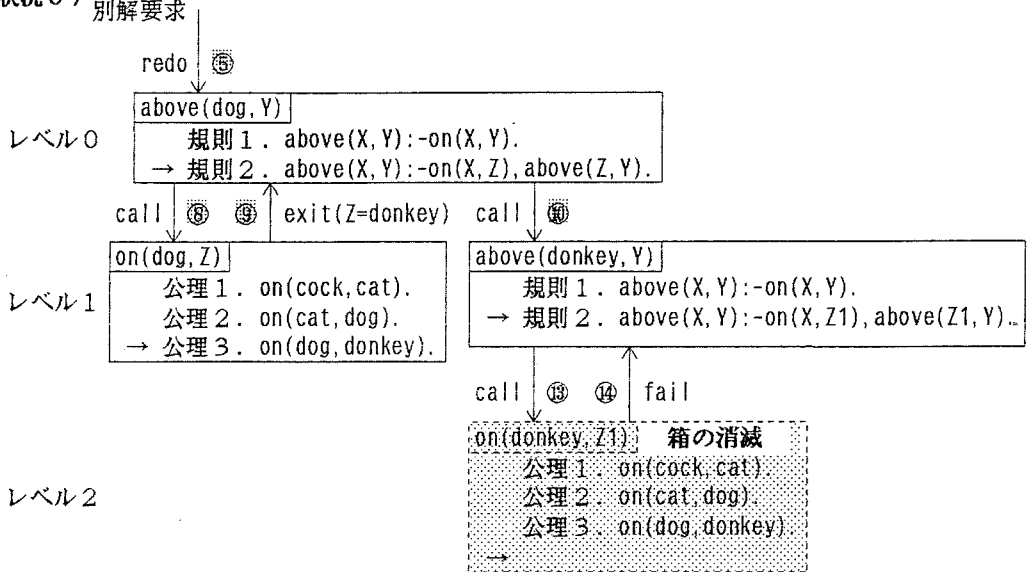 別解要求
redo ⑤
above(dog,Y)
レベル0
規則1. above(X,Y):-on(X,Y).
→ 規則2. above(X,Y):-on(X,Z),above(Z,Y).
call ⑧ ⑨ exit(Z=donkey) call ⑩
on(dog,Z)
above(donkey,Y)
レベル1
公理1. on(cock,cat).
公理2. on(cat,dog).
→ 公理3. on(dog,donkey).
規則1. above(X,Y):-on(X,Y).
→ 規則2. above(X,Y):-on(X,Z1),above(Z1,Y).
call ⑬ ⑭ fail
on(donkey,Z1) 箱の消滅
レベル2
公理1. on(cock,cat).
公理2. on(cat,dog).
公理3. on(dog,donkey).
→